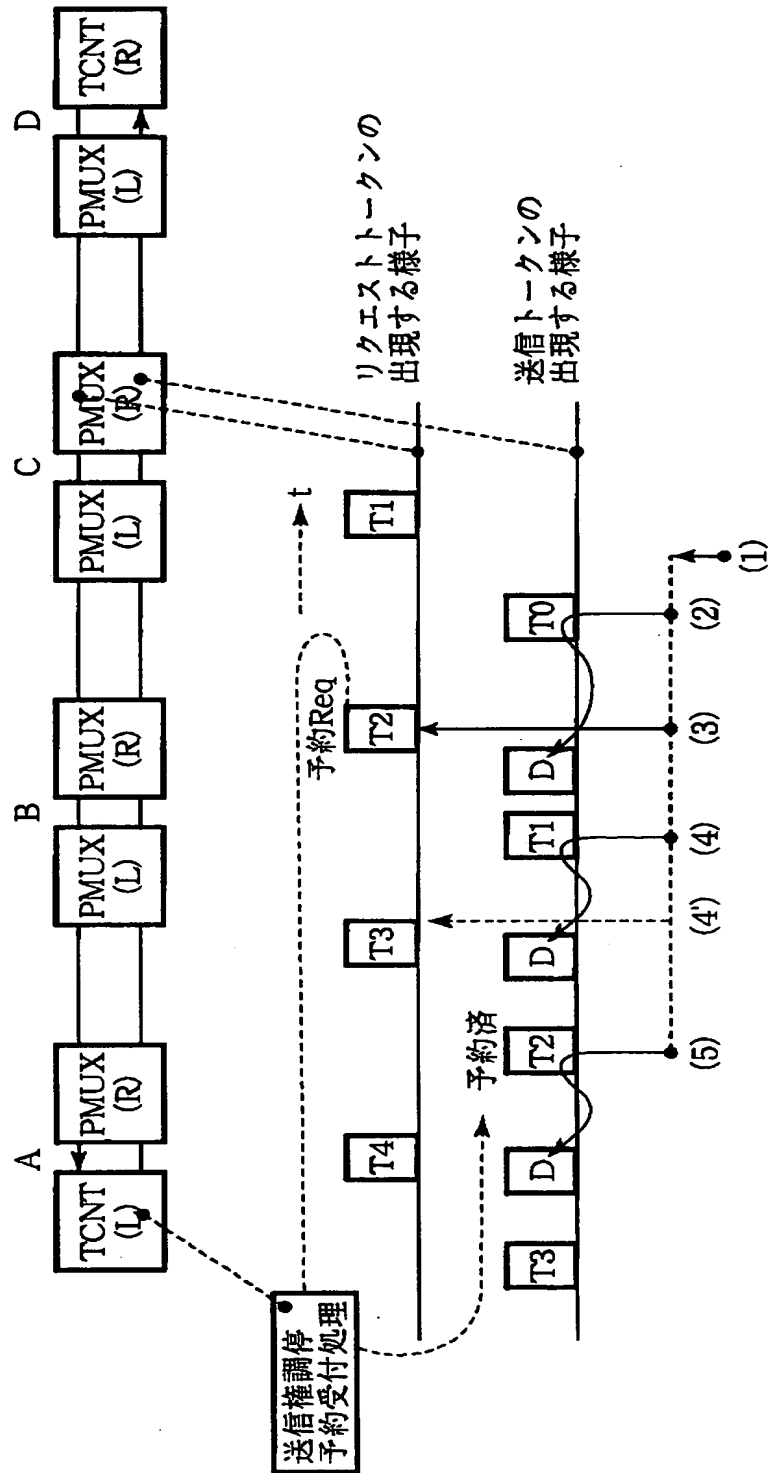 A
B
C
D
TCNT
(L)
PMUX
(R)
PMUX
(L)
PMUX
(R)
PMUX
(L)
PMUX
(R)
PMUX
(L)
TCNT
(R)
送信権調停
予約受付処理
T4
T3
予約Req
T2
t
T1
リクエストトークンの
出現する様子
予約済
T3
D
T2
D
T1
D
T0
送信トークンの
出現する様子
(5)
(4')
(4)
(3)
(2)
(1)